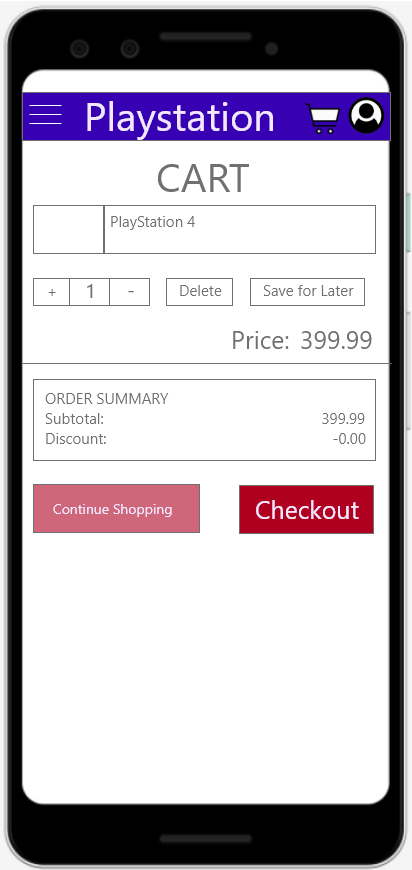 Playstation
CART
PlayStation 4
+ 1 - Delete Save for Later
Price: 399.99
ORDER SUMMARY
Subtotal: 399.99
Discount: -0.00
Continue Shopping Checkout